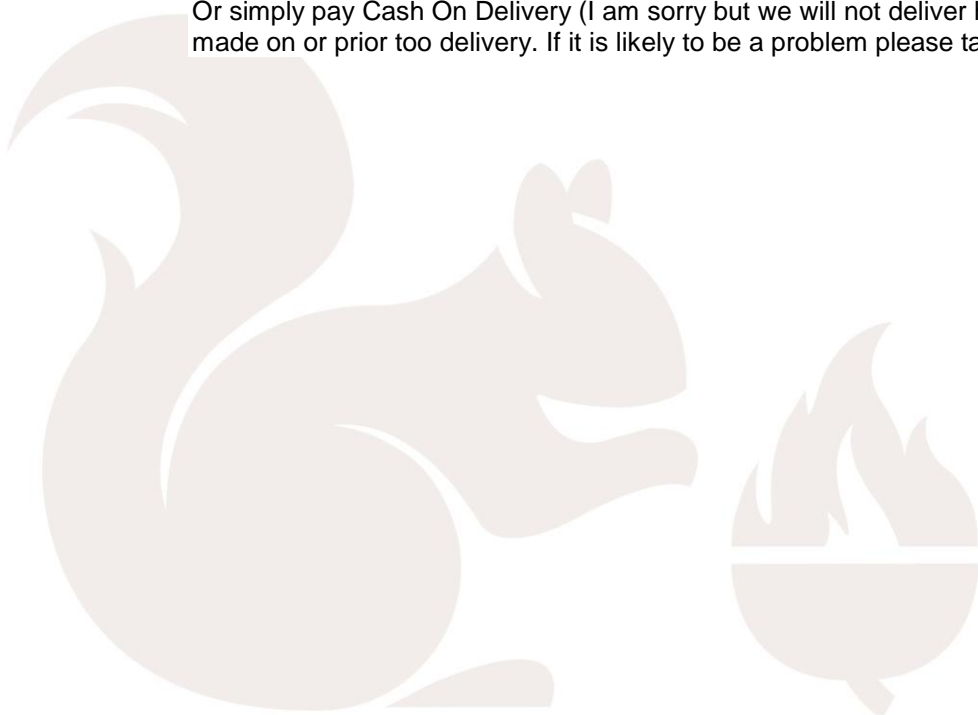 Or simply pay Cash On Delivery (I am sorry but we will not deliver
made on or prior too delivery. If it is likely to be a problem please